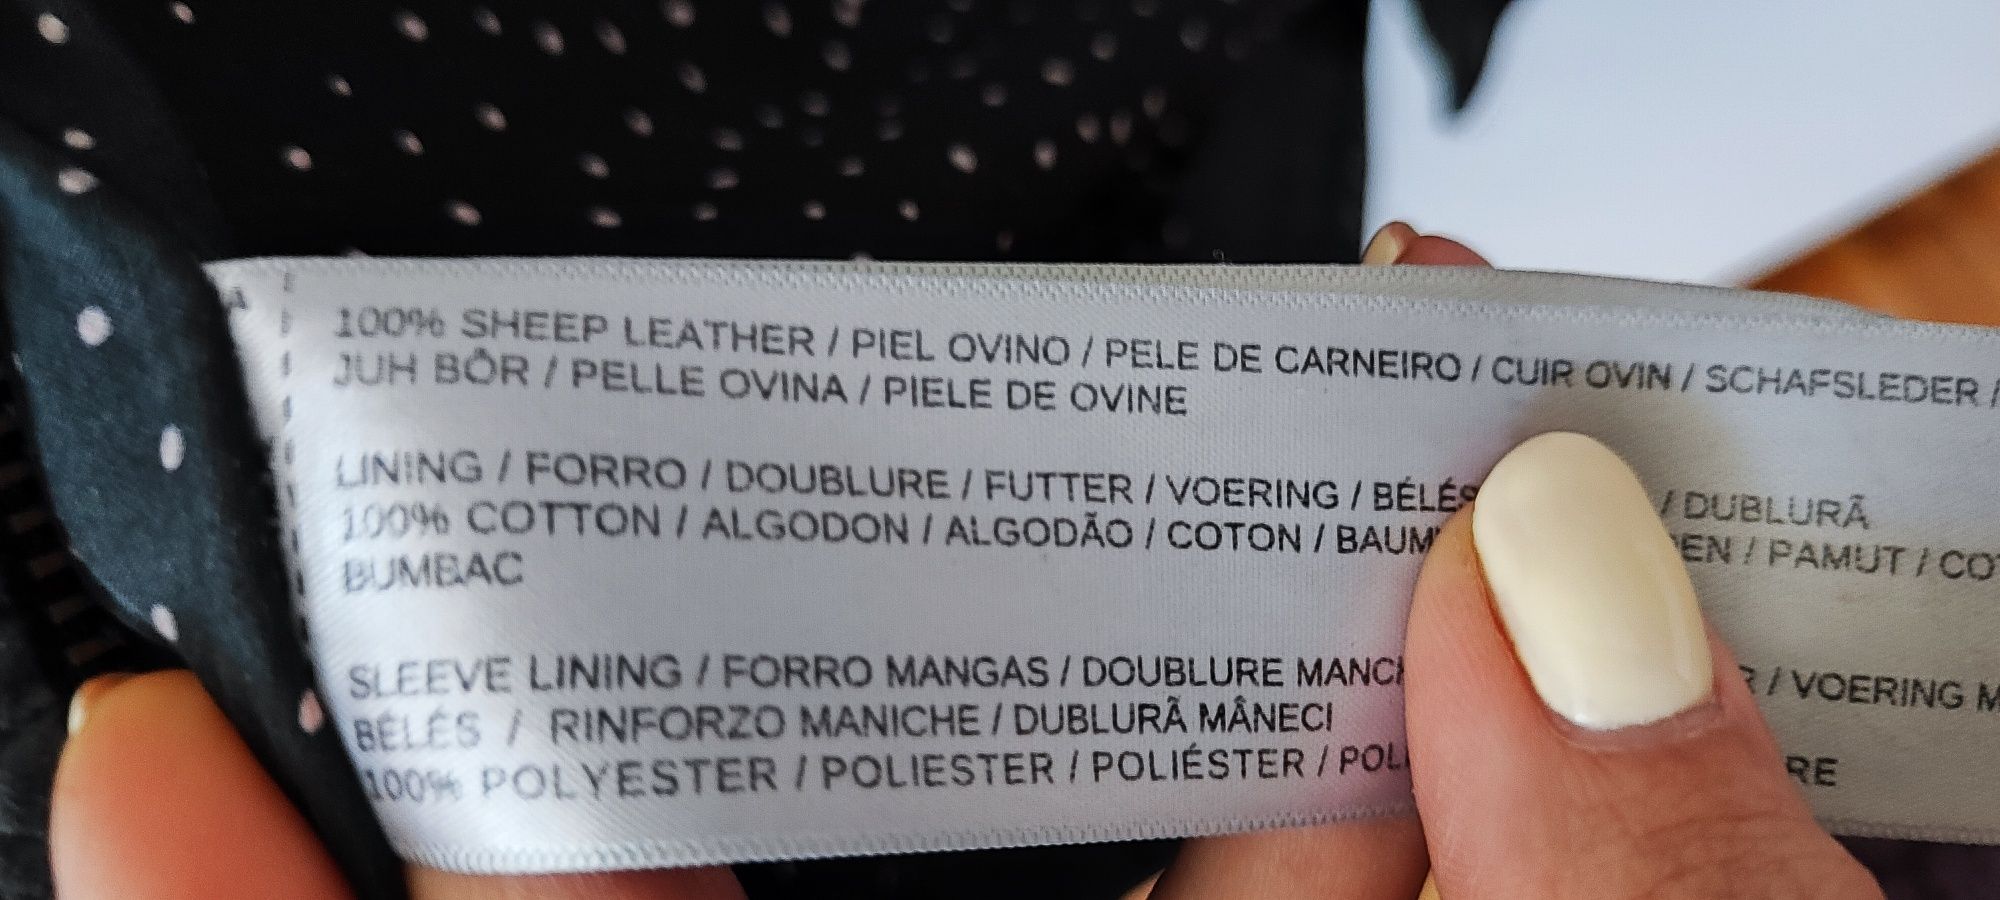 100% SHEEP LEATHER / PIEL OVINO / PELE DE CARNEIRO / CUIR OVIN / SCHAFSLEDER /
JUH BŐR / PELLE OVINA / PIELE DE OVINE
LINING / FORRO / DOUBLURE / FUTTER / VOERING / BÉLÉS / DUBLURĂ
100% COTTON / ALGODON / ALGODÃO / COTON / / PAMUT /
BUMBAC
SLEEVE LINING / FORRO MANGAS / DOUBLURE / VOERING
BÉLÉS / RINFORZO MANICHE / DUBLURÃ MÂNECI
100% POLYESTER / POLIESTER / POLIÉSTER /